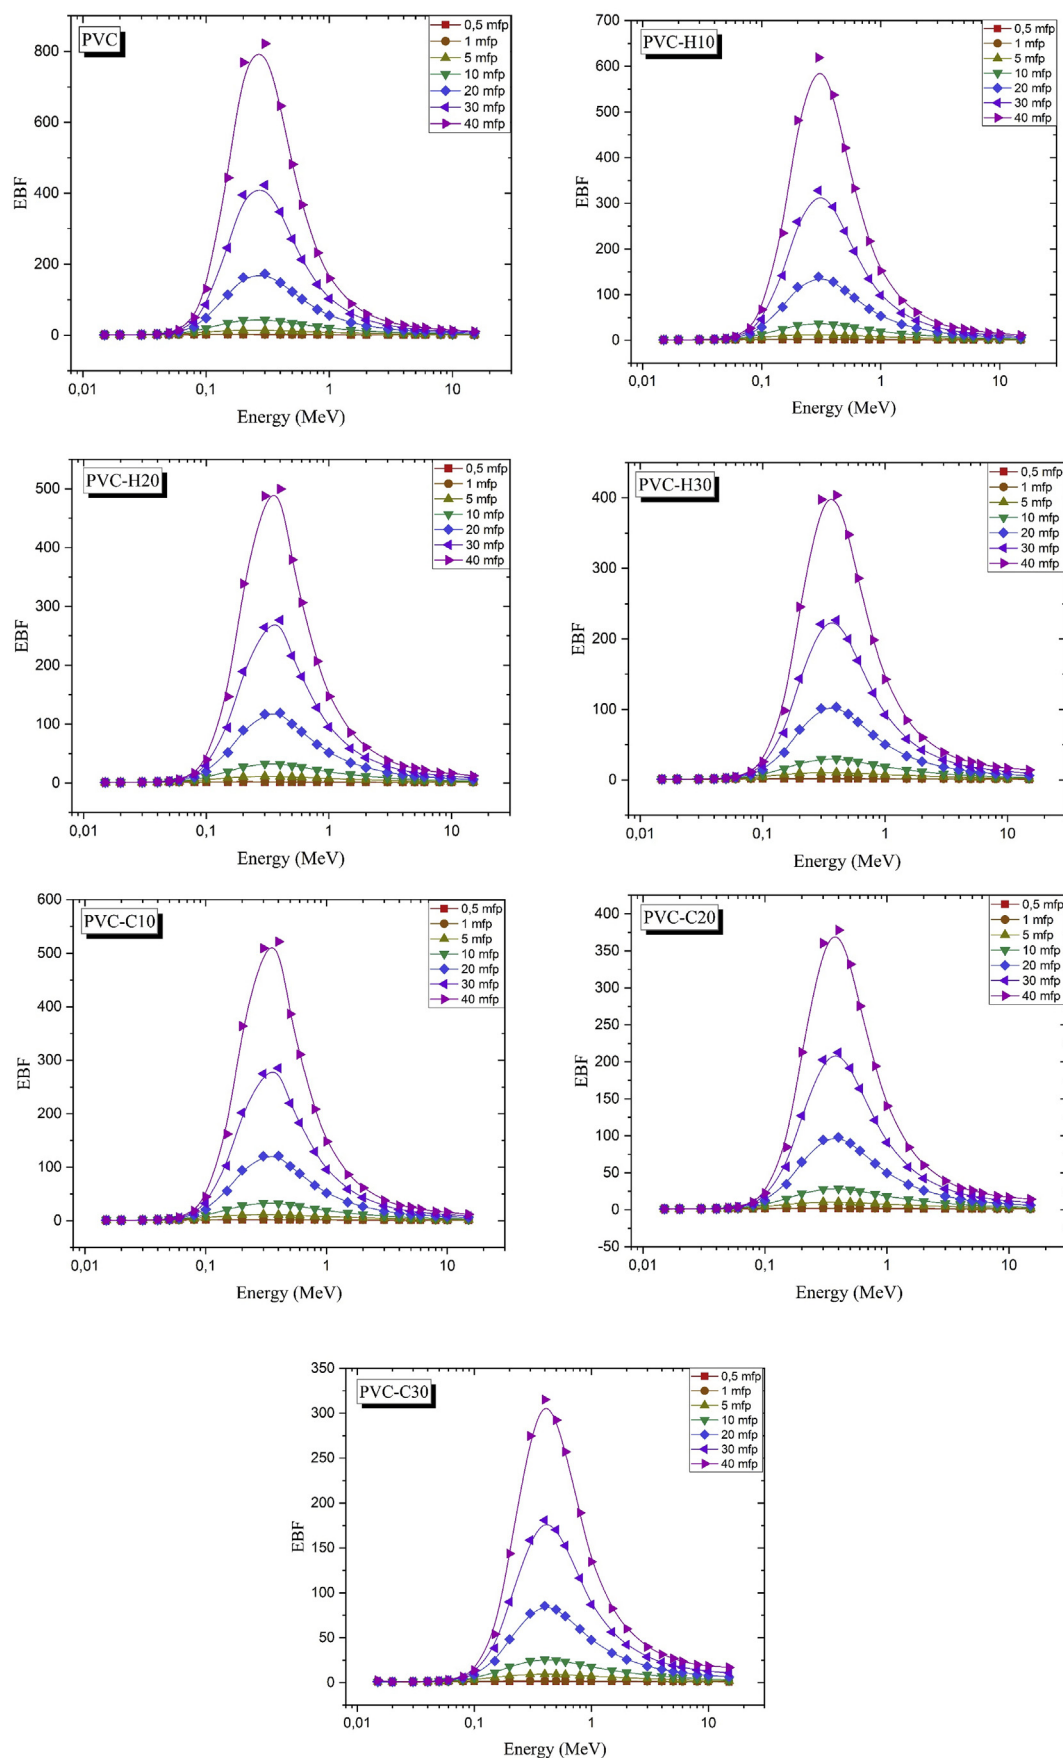 PVC
0,5 mfp
1 mfp
5 mfp
10 mfp
20 mfp
30 mfp
40 mfp
EBF
800
600
400
200
0
0,01
0,1
1
10
Energy (MeV)
PVC-H10
0,5 mfp
1 mfp
5 mfp
10 mfp
20 mfp
30 mfp
40 mfp
EBF
700
600
500
400
300
200
100
0
0,01
0,1
1
10
Energy (MeV)
PVC-H20
0,5 mfp
1 mfp
5 mfp
10 mfp
20 mfp
30 mfp
40 mfp
EBF
500
400
300
200
100
0
0,01
0,1
1
10
Energy (MeV)
PVC-H30
0,5 mfp
1 mfp
5 mfp
10 mfp
20 mfp
30 mfp
40 mfp
EBF
400
300
200
100
0
0,01
0,1
1
10
Energy (MeV)
PVC-C10
0,5 mfp
1 mfp
5 mfp
10 mfp
20 mfp
30 mfp
40 mfp
EBF
600
500
400
300
200
100
0
0,01
0,1
1
10
Energy (MeV)
PVC-C20
0,5 mfp
1 mfp
5 mfp
10 mfp
20 mfp
30 mfp
40 mfp
EBF
400
350
300
250
200
150
100
50
0
-50
0,01
0,1
1
10
Energy (MeV)
PVC-C30
0,5 mfp
1 mfp
5 mfp
10 mfp
20 mfp
30 mfp
40 mfp
EBF
350
300
250
200
150
100
50
0
0,01
0,1
1
10
Energy (MeV)